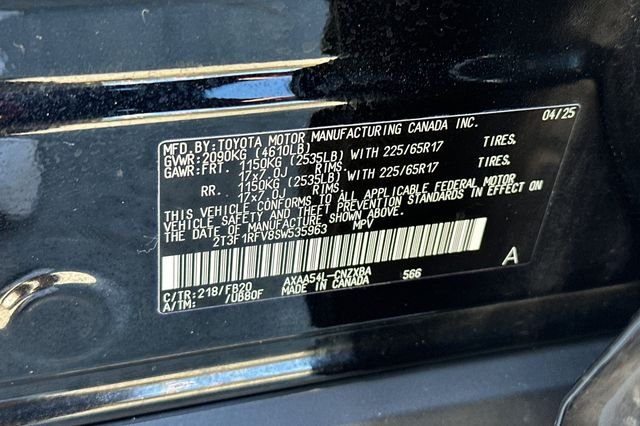 MFD.BY:TOYOTA MOTOR MANUFACTURING CANADA INC. 04/25
GVWR:2090KG (4610LB)
GAWR:FRT. 1150KG (2535LB) WITH 225/65R17 TIRES.
17x7.0J RIMS.
RR. 1150KG (2535LB) WITH 225/65R17 TIRES.
17x7.0J RIMS.
THIS VEHICLE CONFORMS TO ALL APPLICABLE FEDERAL MOTOR
VEHICLE SAFETY AND THEFT PREVENTION STANDARDS IN EFFECT ON
THE DATE OF MANUFACTURE SHOWN ABOVE.
2T3F1RFV8SW535963 MPV
A
C/TR:218/FB20 AXAA54L-CNZXBA 566
A/TM: /UB80F MADE IN CANADA